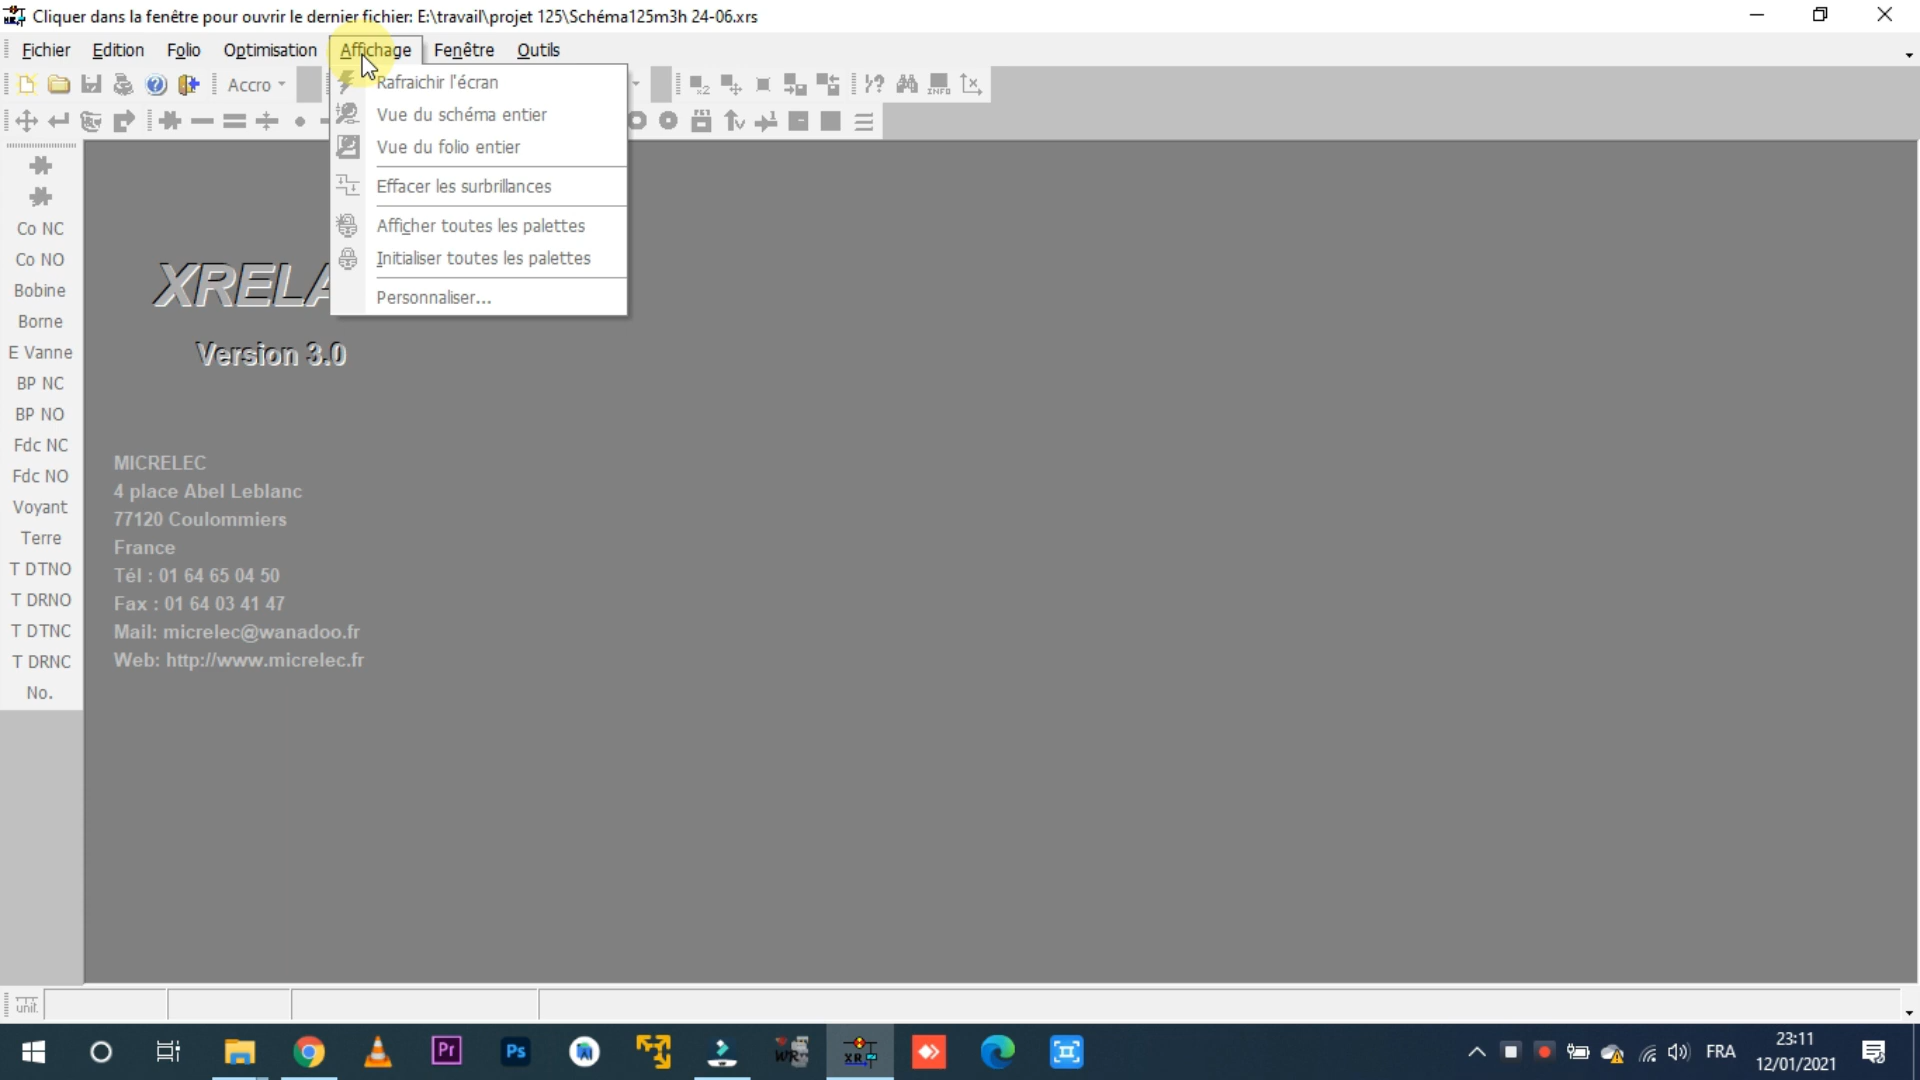 Cliquer dans la fenêtre pour ouvrir le dernier fichier: E:\travail\projet 125\Schéma125m3h 24-06.xrs
Fichier Edition Folio Optimisation Affichage Fenêtre Outils
Accro
Rafraichir l'écran
Vue du schéma entier
Vue du folio entier
Effacer les surbrillances
Afficher toutes les palettes
Initialiser toutes les palettes
Personnaliser...
Co NC
Co NO
Bobine
Borne
E Vanne
BP NC
BP NO
Fdc NC
Fdc NO
Voyant
Terre
T DTNO
T DRNO
T DTNC
T DRNC
No.
Version 3.0
MICRELEC
4 place Abel Leblanc
77120 Coulommiers
France
Tél : 01 64 65 04 50
Fax : 01 64 03 41 47
Mail: micrelec@wanadoo.fr
Web: http://www.micrelec.fr
unit.
Pr
Ps
XR
FRA
23:11
12/01/2021